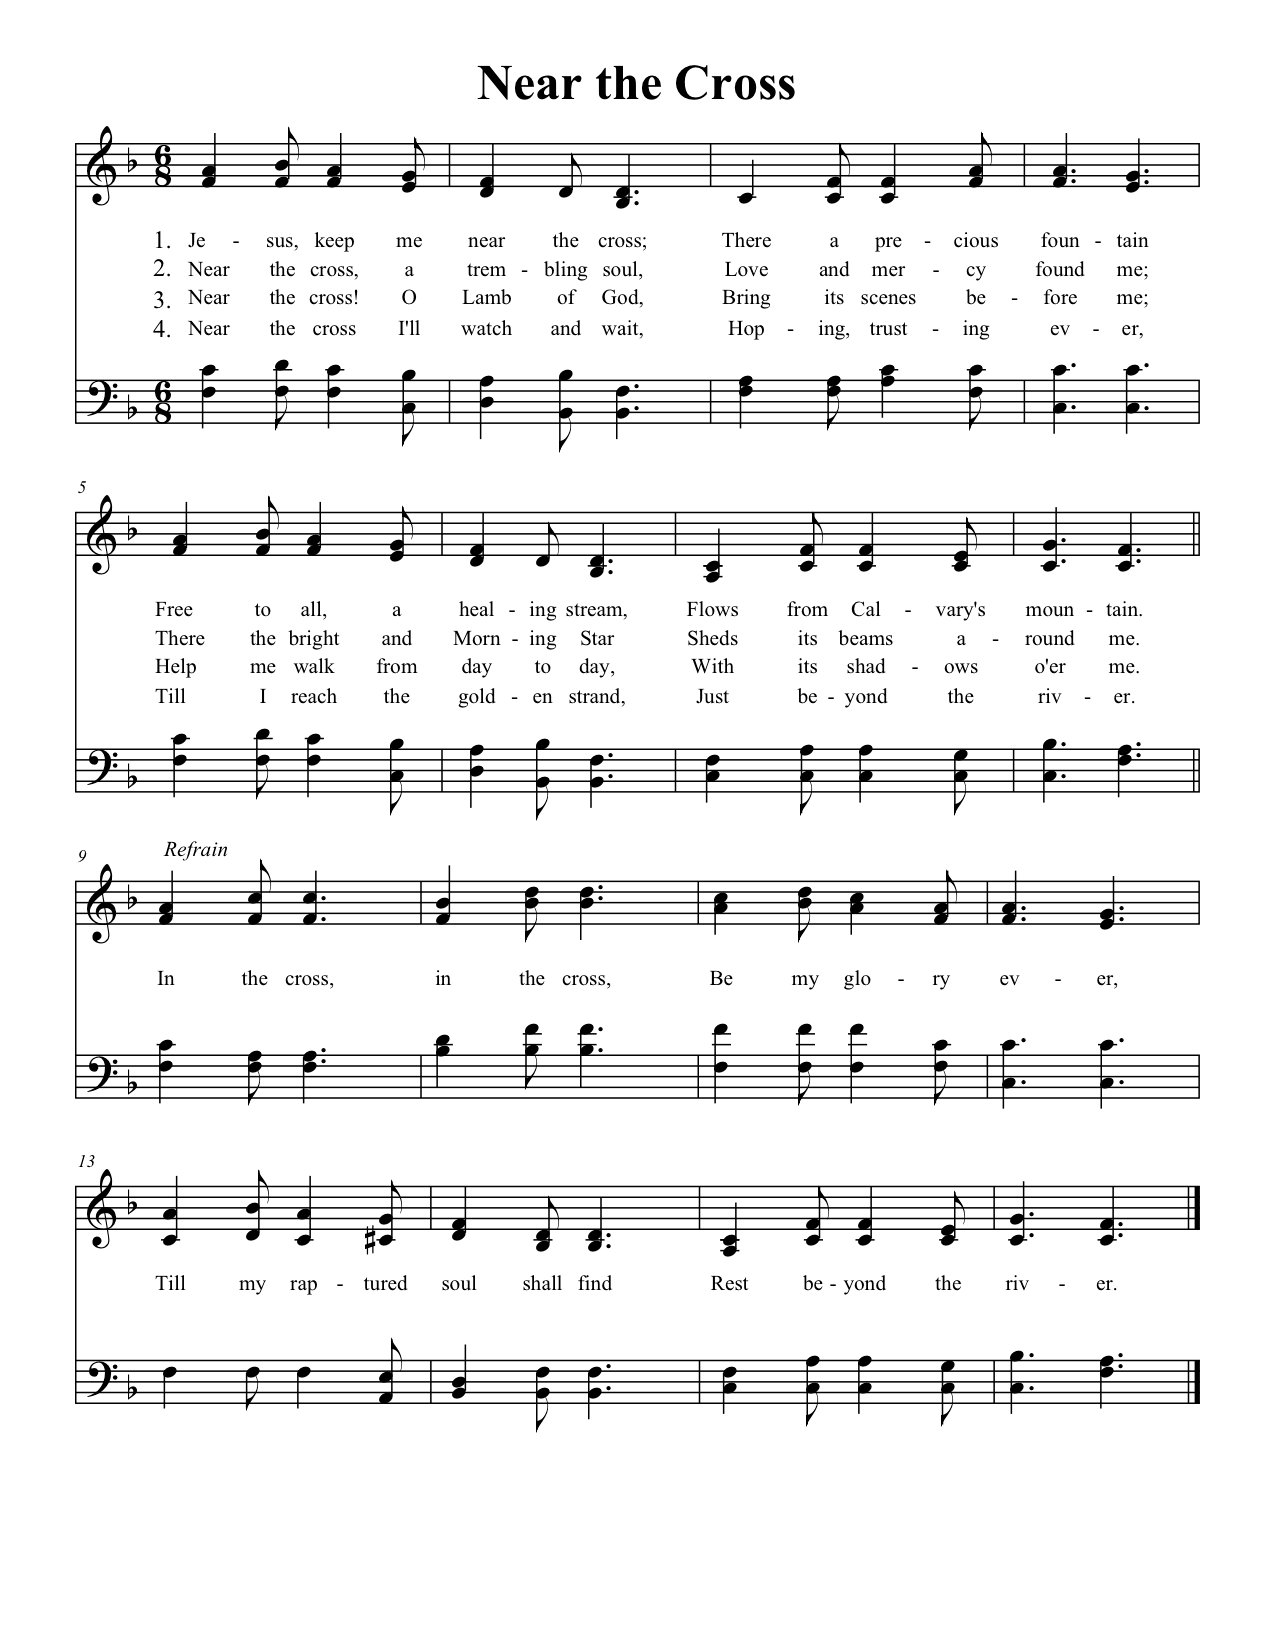 Near the Cross
6 8
1. Je - sus, keep me near the cross; There a pre - cious foun - tain
2. Near the cross, a trem - bling soul, Love and mer - cy found me;
3. Near the cross! O Lamb of God, Bring its scenes be - fore me;
4. Near the cross I'll watch and wait, Hop - ing, trust - ing ev - er,
6 8
5
Free to all, a heal - ing stream, Flows from Cal - vary's moun - tain.
There the bright and Morn - ing Star Sheds its beams a - round me.
Help me walk from day to day, With its shad - ows o'er me.
Till I reach the gold - en strand, Just be - yond the riv - er.
9 Refrain
In the cross, in the cross, Be my glo - ry ev - er,
13
Till my rap - tured soul shall find Rest be - yond the riv - er.